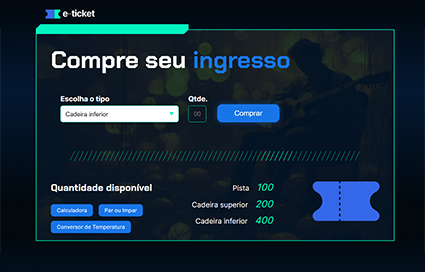 e-ticket
Compre seu ingresso
Escolha o tipo
Qtde.
Cadeira inferior
00
Comprar
Quantidade disponível
Pista 100
Cadeira superior 200
Cadeira inferior 400
Calculadora
Par ou Impar
Conversor de Temperatura